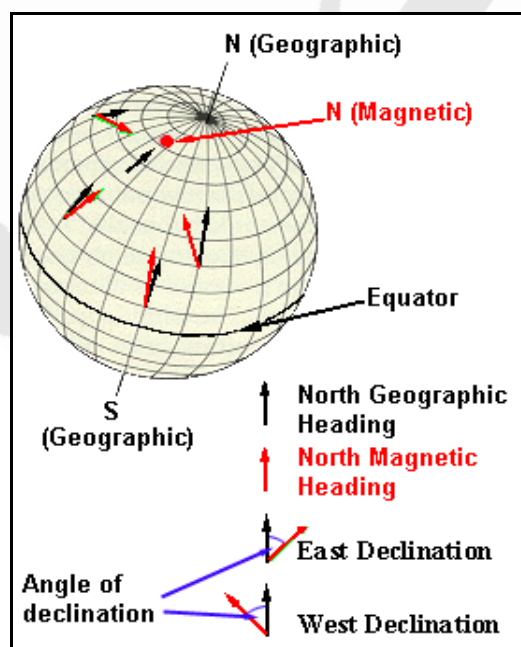 N (Geographic)
N (Magnetic)
Equator
S
(Geographic)
North Geographic
Heading
North Magnetic
Heading
East Declination
Angle of
declination
West Declination